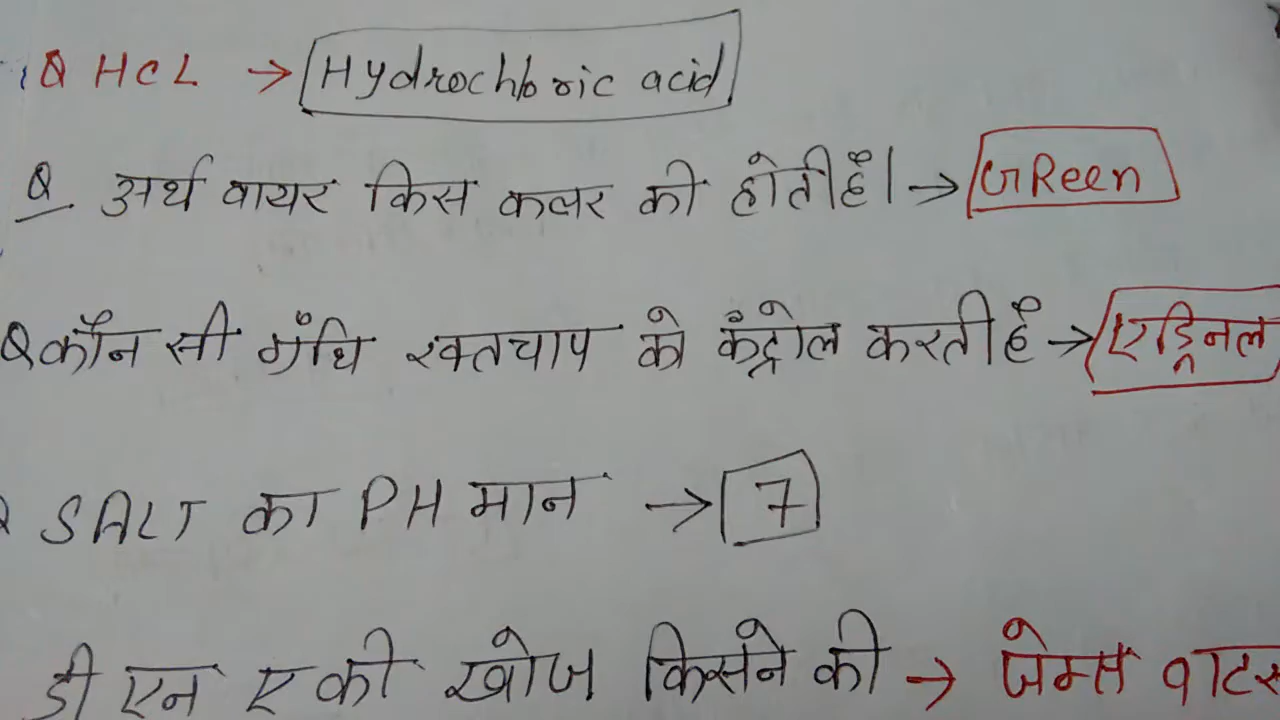 Q HCL → Hydrochloric acid
Q. अर्थ वायर किस कलर की होती है। → GReen
Q कौन सी ग्रंथि रक्तचाप को कंट्रोल करती है → एड्रिनल
SALT का PH मान → 7
डी एन ए की खोज किसने की → जेम्स वाटस